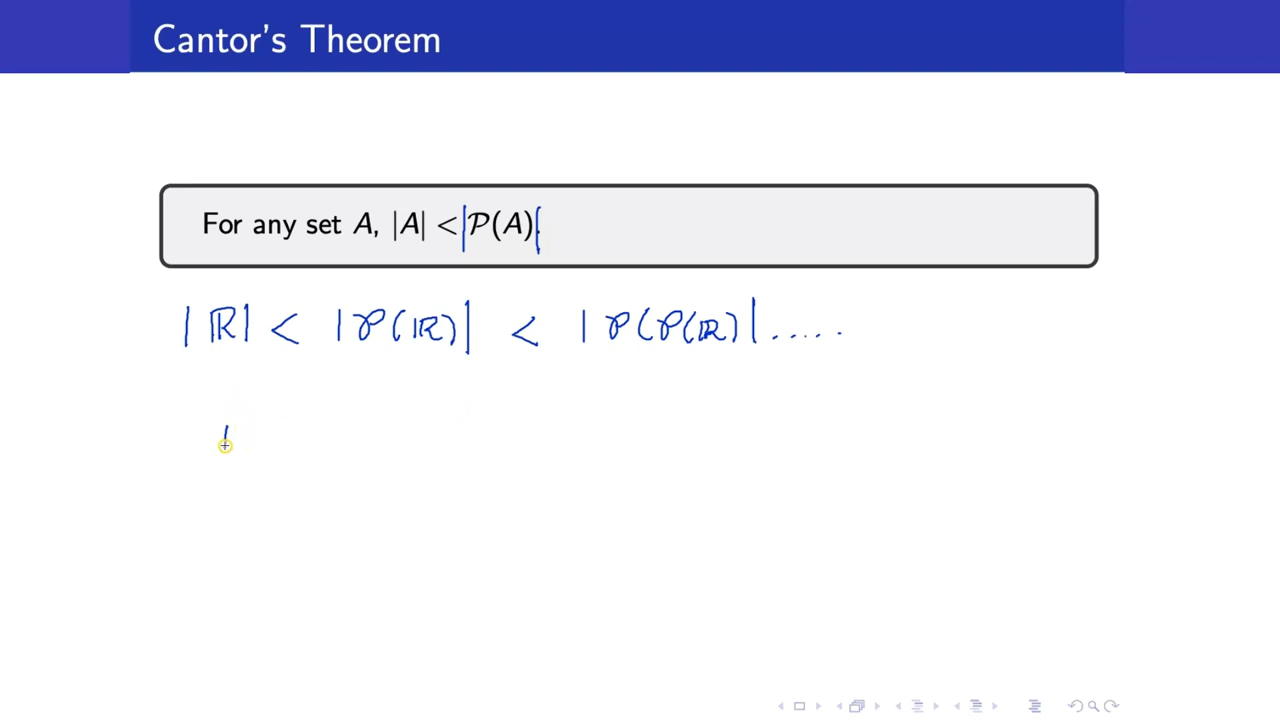 Cantor's Theorem
For any set A, |A| < |P(A)|.
|ℝ| < |P(ℝ)| < |P(P(ℝ)| .....
|